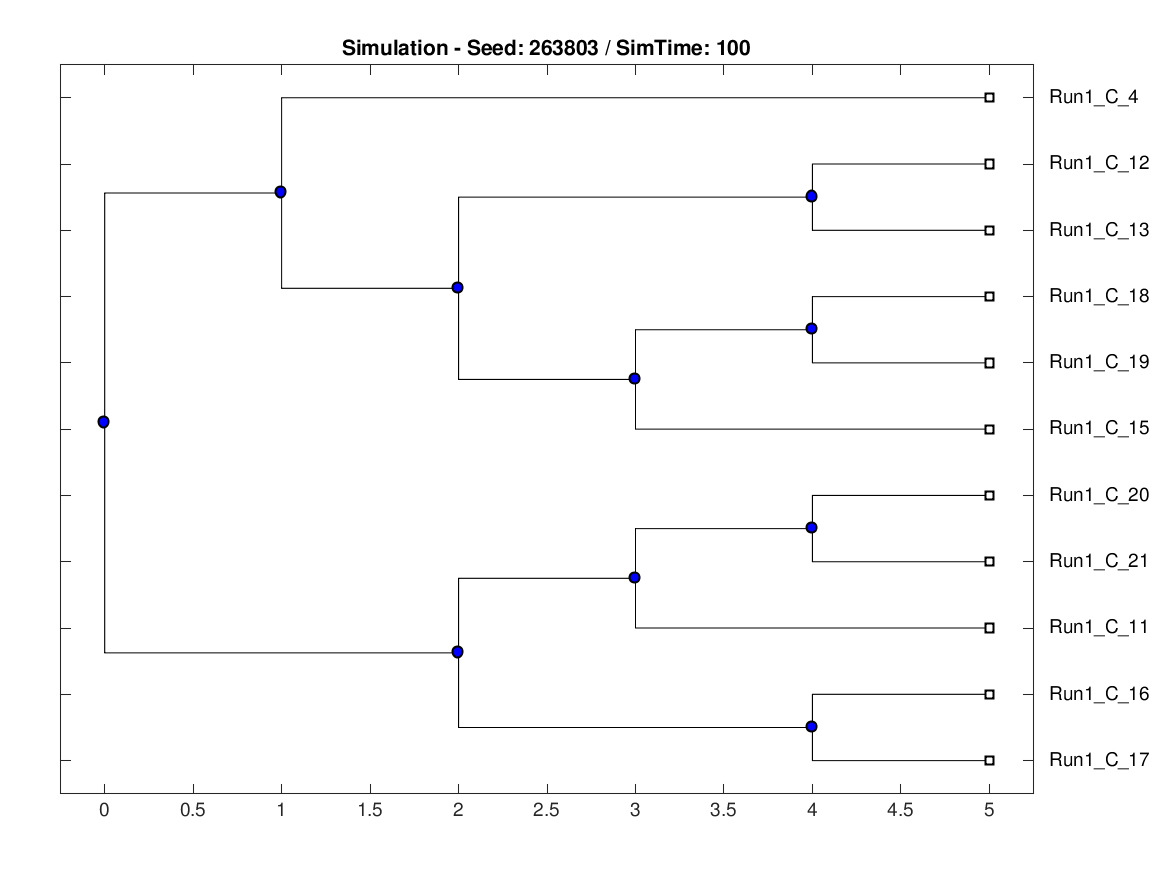 Simulation - Seed: 263803 / SimTime: 100
Run1_C_4
Run1_C_12
Run1_C_13
Run1_C_18
Run1_C_19
Run1_C_15
Run1_C_20
Run1_C_21
Run1_C_11
Run1_C_16
Run1_C_17
0 0.5 1 1.5 2 2.5 3 3.5 4 4.5 5